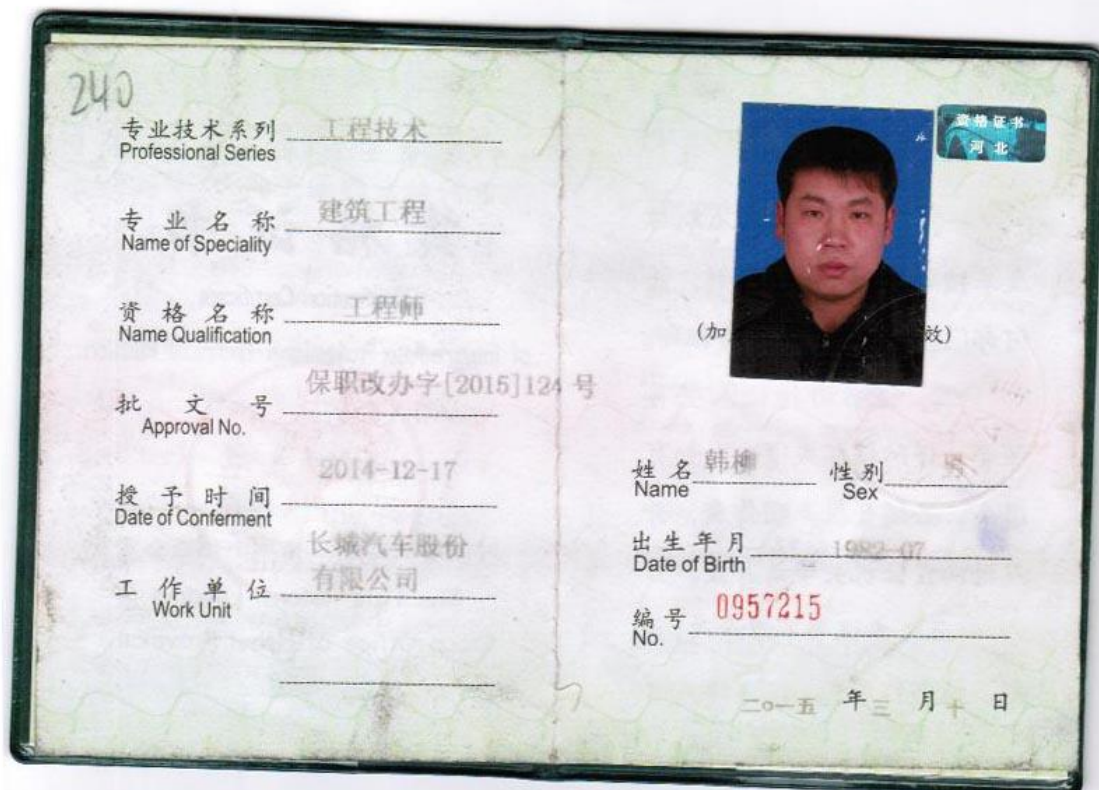 240
专业技术系列 工程技术
Professional Series
专业名称 建筑工程
Name of Speciality
资格名称 工程师
Name Qualification
批文号 保职改办字[2015]124号
Approval No.
授予时间 2014-12-17
Date of Conferment
长城汽车股份
工作单位 有限公司
Work Unit
资格证书
河北
(加
效)
姓名 韩柳 性别 男
Name Sex
出生年月 1982-07
Date of Birth
编号 0957215
No.
二〇一五 年 三 月 十 日